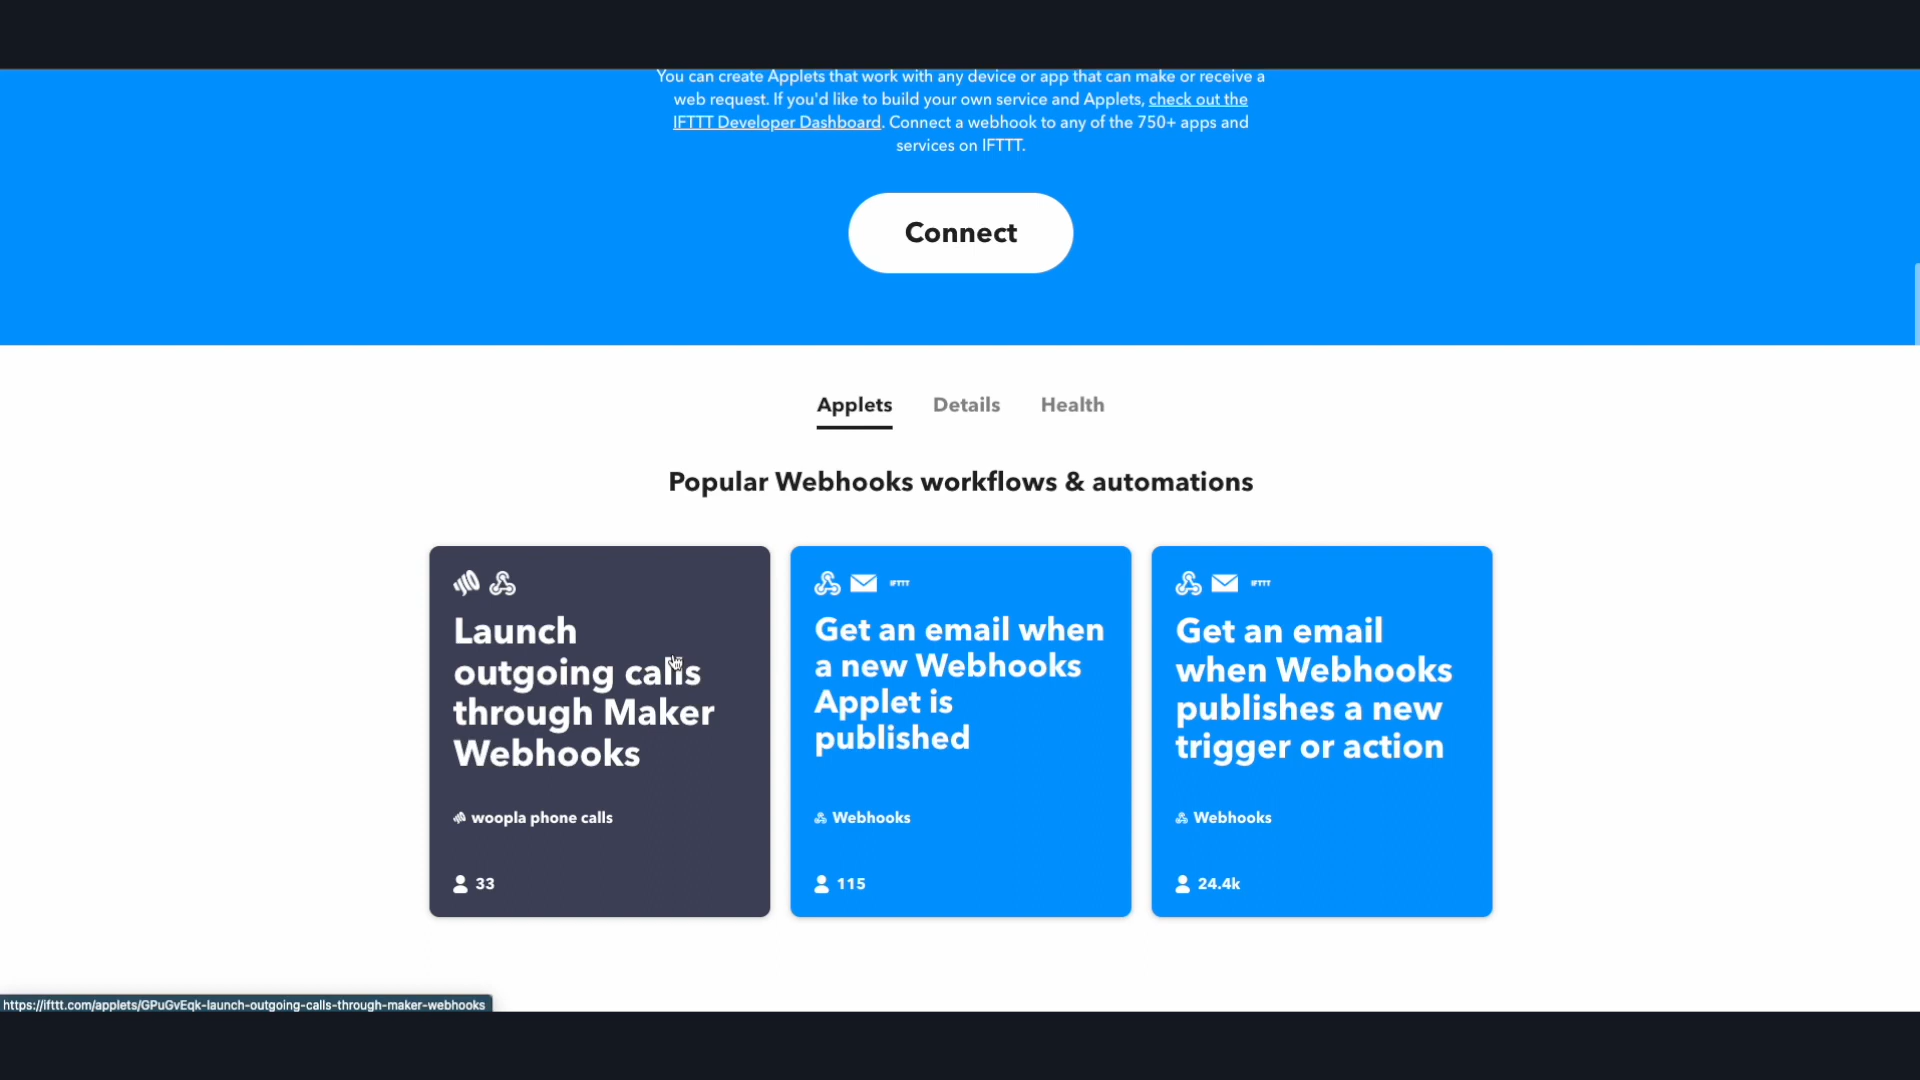 You can create Applets that work with any device or app that can make or receive a
web request. If you'd like to build your own service and Applets, check out the
IFTTT Developer Dashboard. Connect a webhook to any of the 750+ apps and
services on IFTTT.
Connect
Applets Details Health
Popular Webhooks workflows & automations
Launch
outgoing calls
through Maker
Webhooks
woopla phone calls
33
IFTTT
Get an email when
a new Webhooks
Applet is
published
Webhooks
115
IFTTT
Get an email
when Webhooks
publishes a new
trigger or action
Webhooks
24.4k
https://ifttt.com/applets/GPuGvEqk-launch-outgoing-calls-through-maker-webhooks